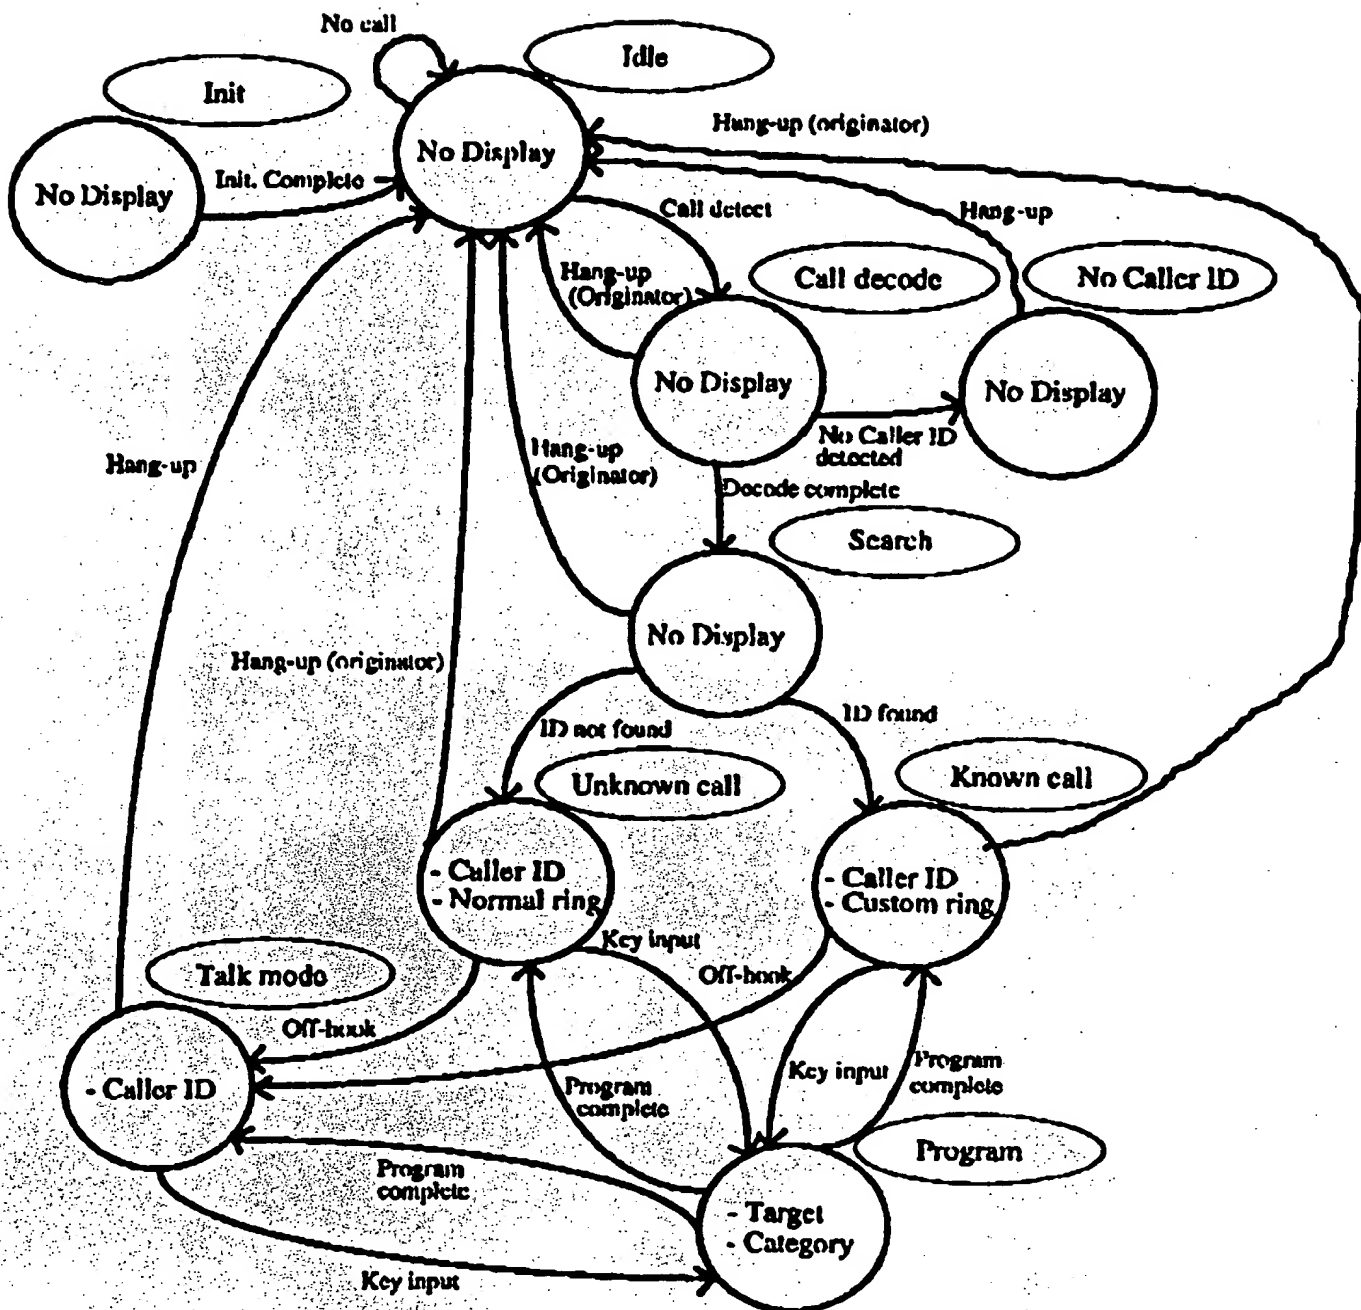 No call
Idle
Init
Hang-up (originator)
No Display
No Display
Init. Complete
Call detect
Hang-up
Hang-up
(Originator)
Call decode
No Caller ID
No Display
No Display
No Caller ID
detected
Hang-up
Hang-up
(Originator)
Decode complete
Search
No Display
Hang-up (originator)
ID not found
ID found
Unknown call
Known call
- Caller ID
- Normal ring
- Caller ID
- Custom ring
Key input
Off-hook
Talk mode
Off-hook
- Caller ID
Key input
Program
complete
Program
complete
Program
Program
complete
- Target
- Category
Key input